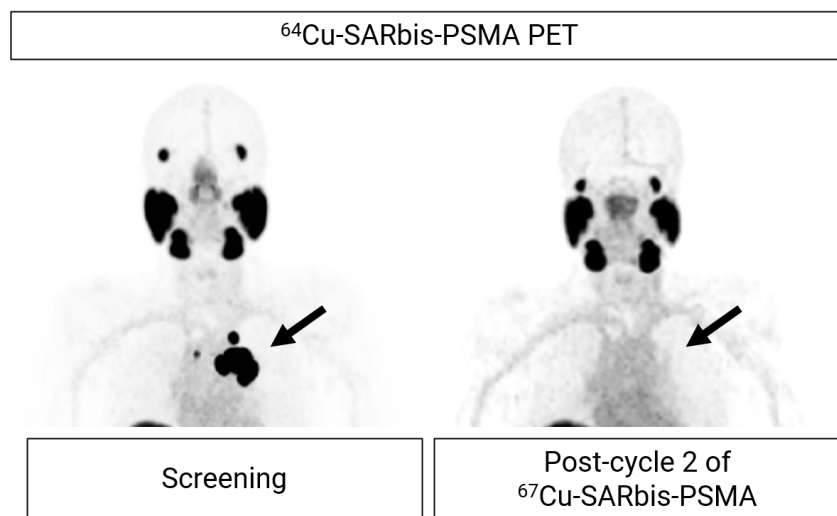 ⁶⁴Cu-SARbis-PSMA PET
Screening
Post-cycle 2 of
⁶⁷Cu-SARbis-PSMA